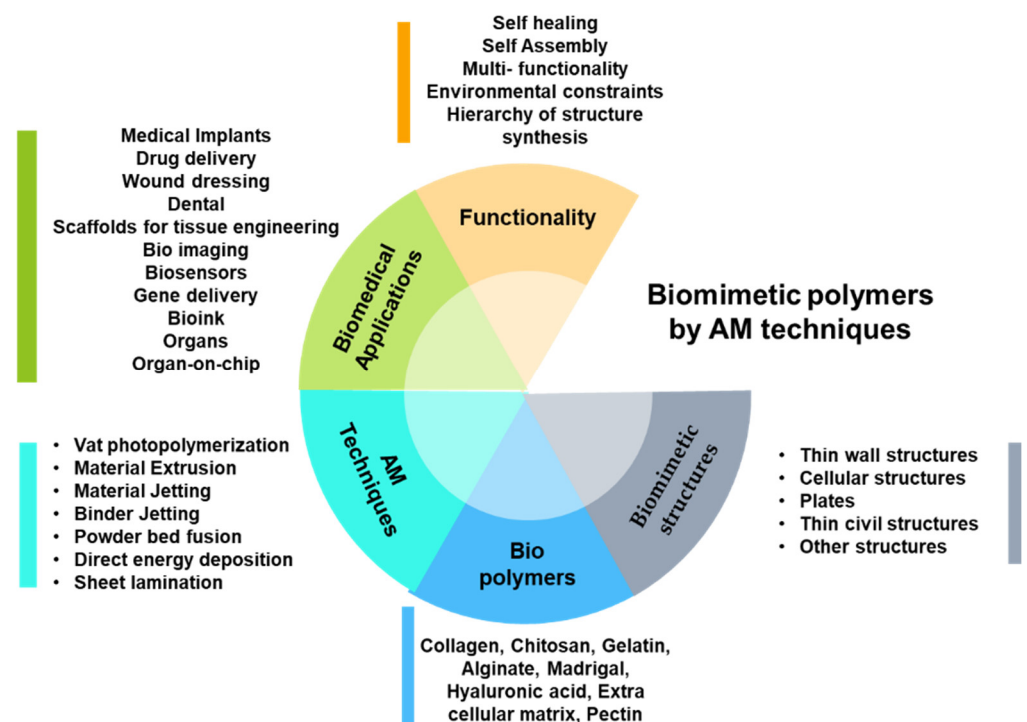 Self healing
Self Assembly
Multi- functionality
Environmental constraints
Hierarchy of structure
synthesis
Medical Implants
Drug delivery
Wound dressing
Dental
Scaffolds for tissue engineering
Bio imaging
Biosensors
Gene delivery
Bioink
Organs
Organ-on-chip
Functionality
Biomedical
Applications
Biomimetic polymers
by AM techniques
AM
Techniques
Bio
polymers
Biomimetic
structures
• Vat photopolymerization
• Material Extrusion
• Material Jetting
• Binder Jetting
• Powder bed fusion
• Direct energy deposition
• Sheet lamination
• Thin wall structures
• Cellular structures
• Plates
• Thin civil structures
• Other structures
Collagen, Chitosan, Gelatin,
Alginate, Madrigal,
Hyaluronic acid, Extra
cellular matrix, Pectin